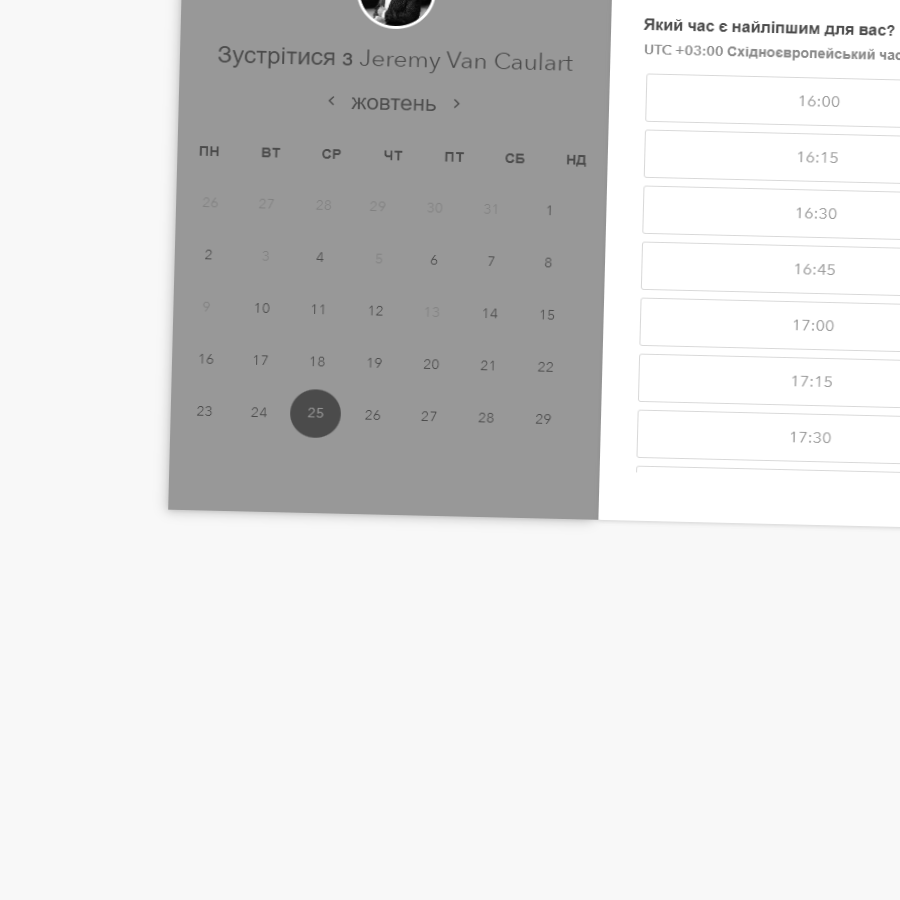 Зустрітися з Jeremy Van Caulart
жовтень
ПН ВТ СР ЧТ ПТ СБ НД
26 27 28 29 30 31 1
2 3 4 5 6 7 8
9 10 11 12 13 14 15
16 17 18 19 20 21 22
23 24 25 26 27 28 29
Який час є найліпшим для вас?
UTC +03:00 Східноєвропейський час
16:00
16:15
16:30
16:45
17:00
17:15
17:30